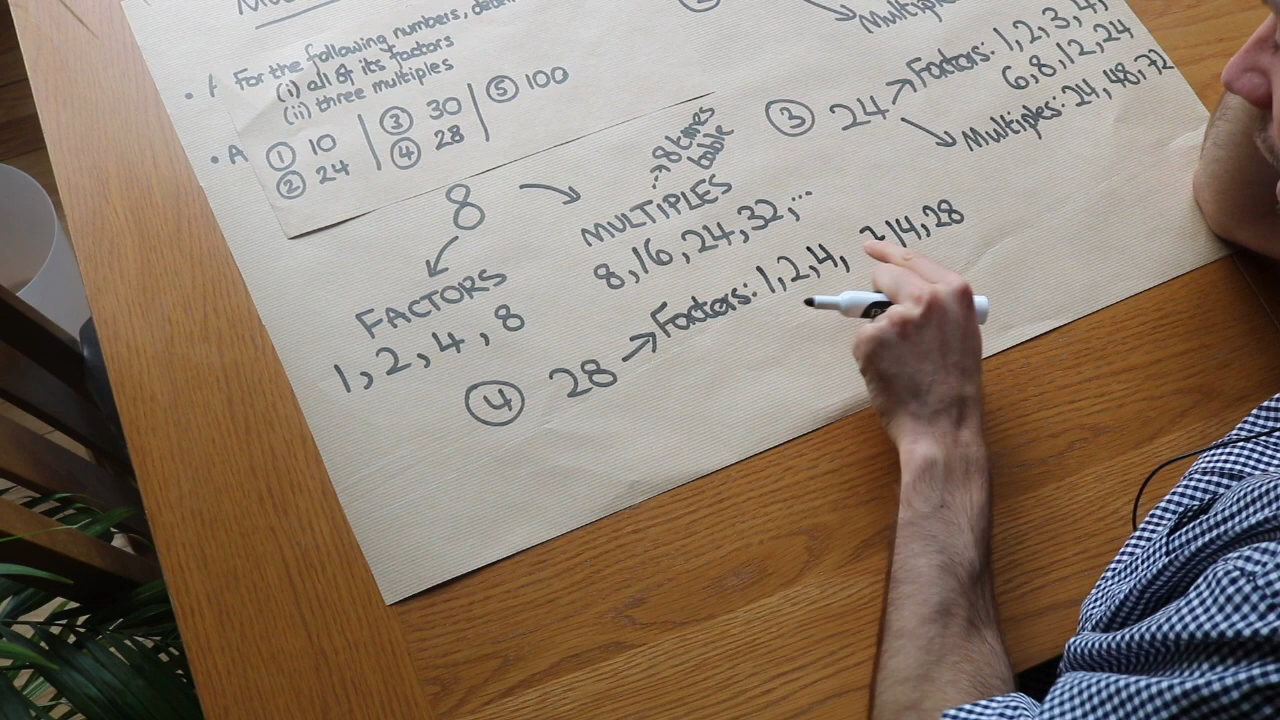 • For the following numbers,
(i) all of its factors
(ii) three multiples
• A
① 10
② 24
③ 30
④ 28
⑤ 100
8
FACTORS
1, 2, 4, 8
→ 8 times
table
MULTIPLES
8, 16, 24, 32, ...
Multiple
③ 24
Factors: 1, 2, 3, 4,
6, 8, 12, 24
Multiples: 24, 48, 72
④ 28 → Factors: 1, 2, 4, 14, 28